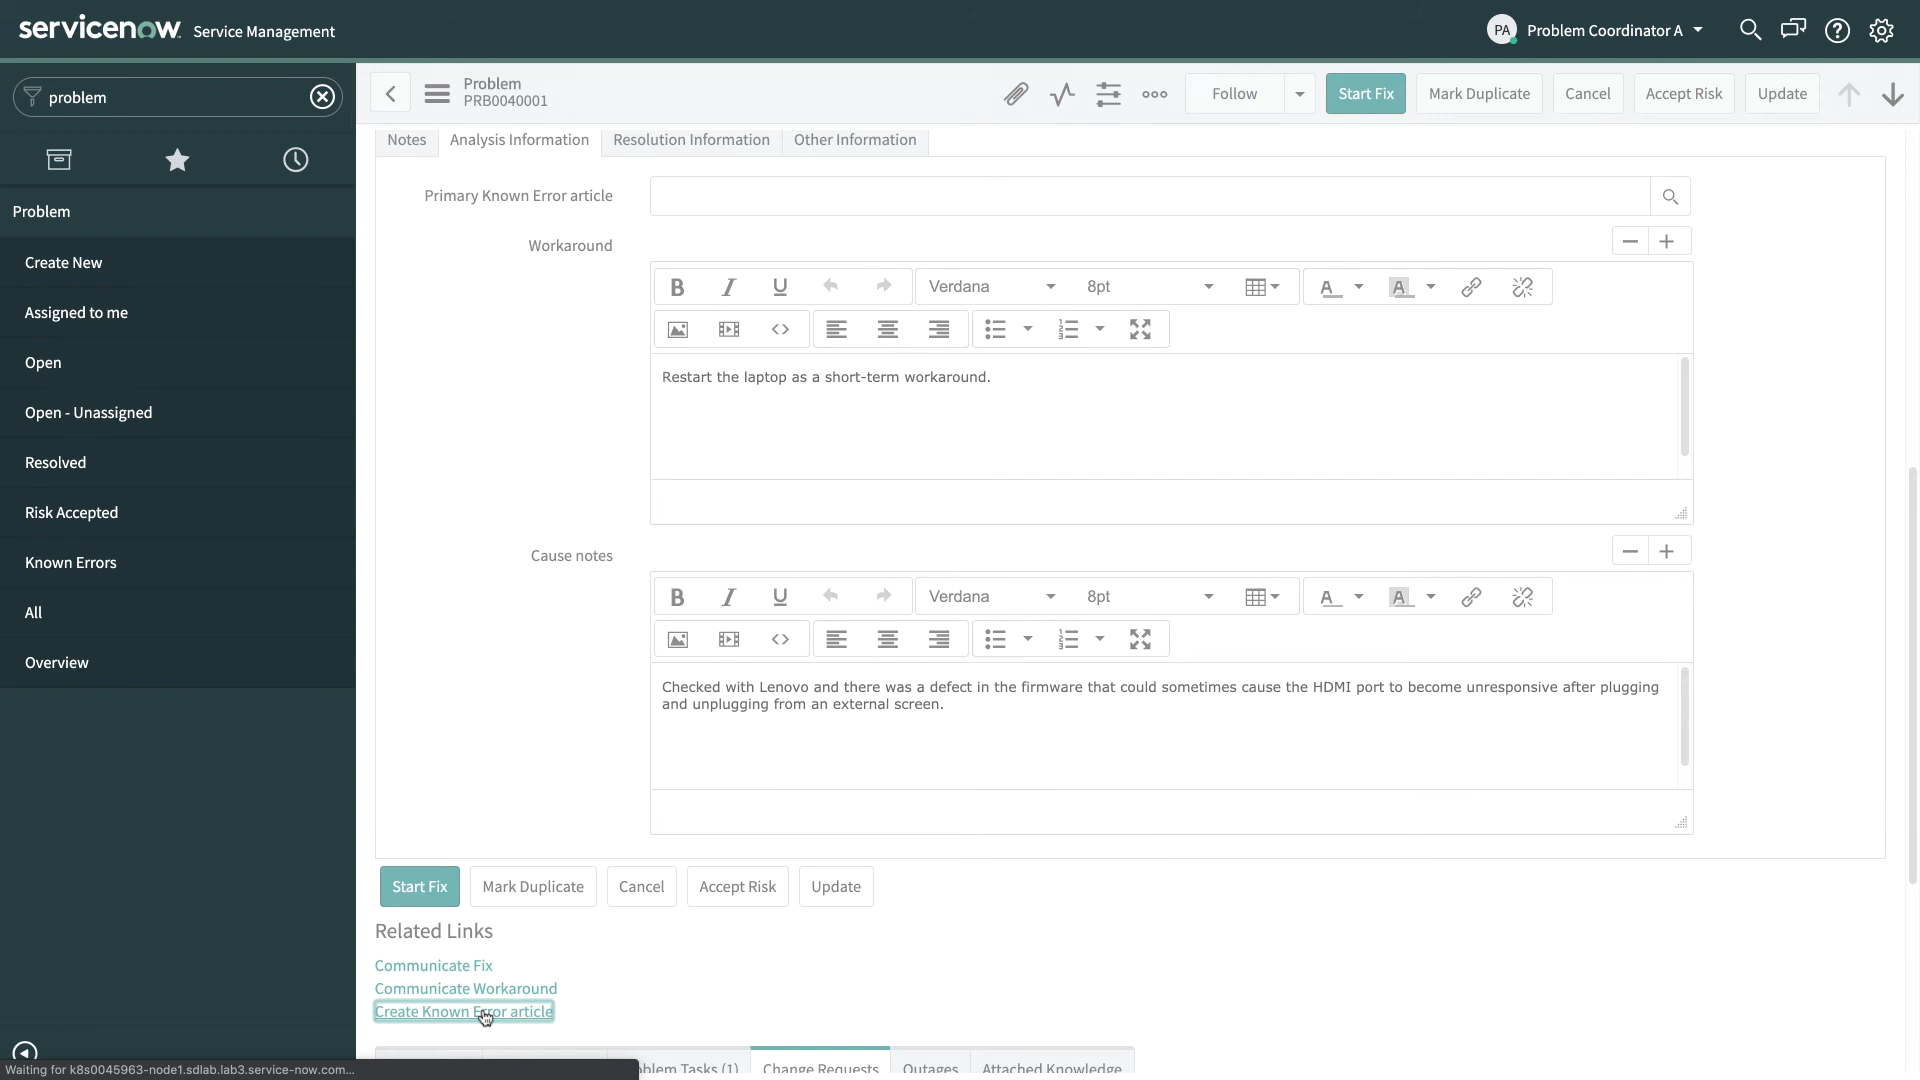 servicenow. Service Management
PA Problem Coordinator A
problem
Problem
PRB0040001
Follow
Start Fix
Mark Duplicate
Cancel
Accept Risk
Update
Problem
Create New
Assigned to me
Open
Open - Unassigned
Resolved
Risk Accepted
Known Errors
All
Overview
Notes
Analysis Information
Resolution Information
Other Information
Primary Known Error article
Workaround
Verdana
8pt
Restart the laptop as a short-term workaround.
Cause notes
Verdana
8pt
Checked with Lenovo and there was a defect in the firmware that could sometimes cause the HDMI port to become unresponsive after plugging
and unplugging from an external screen.
Start Fix
Mark Duplicate
Cancel
Accept Risk
Update
Related Links
Communicate Fix
Communicate Workaround
Create Known Error article
Tasks (1)
Change Requests
Outages
Attached Knowledge
Waiting for k8s0045963-node1.sdlab.lab3.service-now.com...